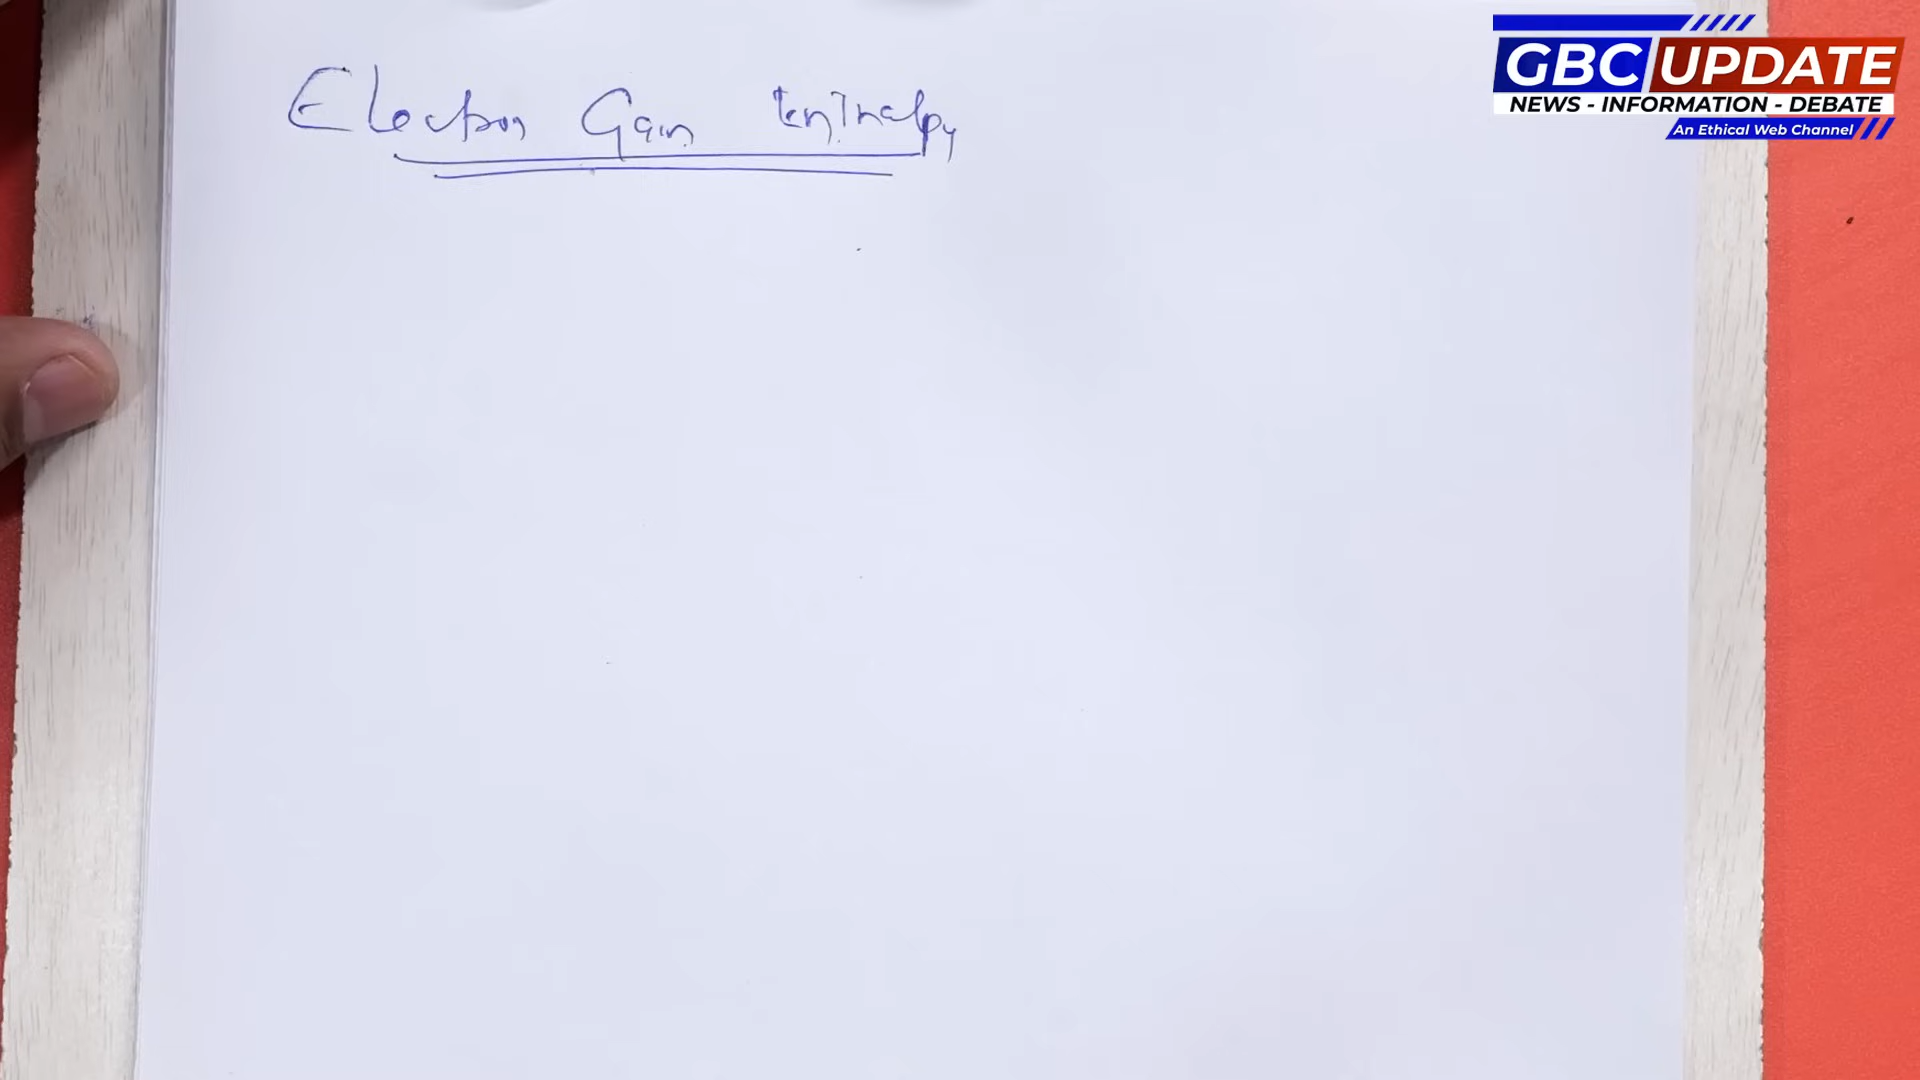 Electron Gain Enthalpy
GBC UPDATE
NEWS - INFORMATION - DEBATE
An Ethical Web Channel